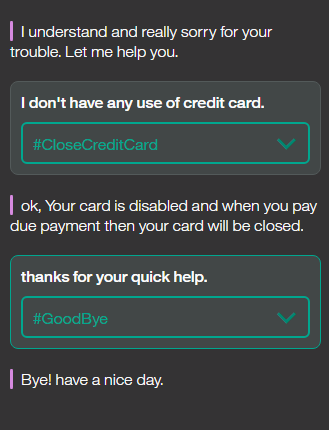 I understand and really sorry for your
trouble. Let me help you.
I don't have any use of credit card.
#CloseCreditCard
ok, Your card is disabled and when you pay
due payment then your card will be closed.
thanks for your quick help.
#GoodBye
Bye! have a nice day.